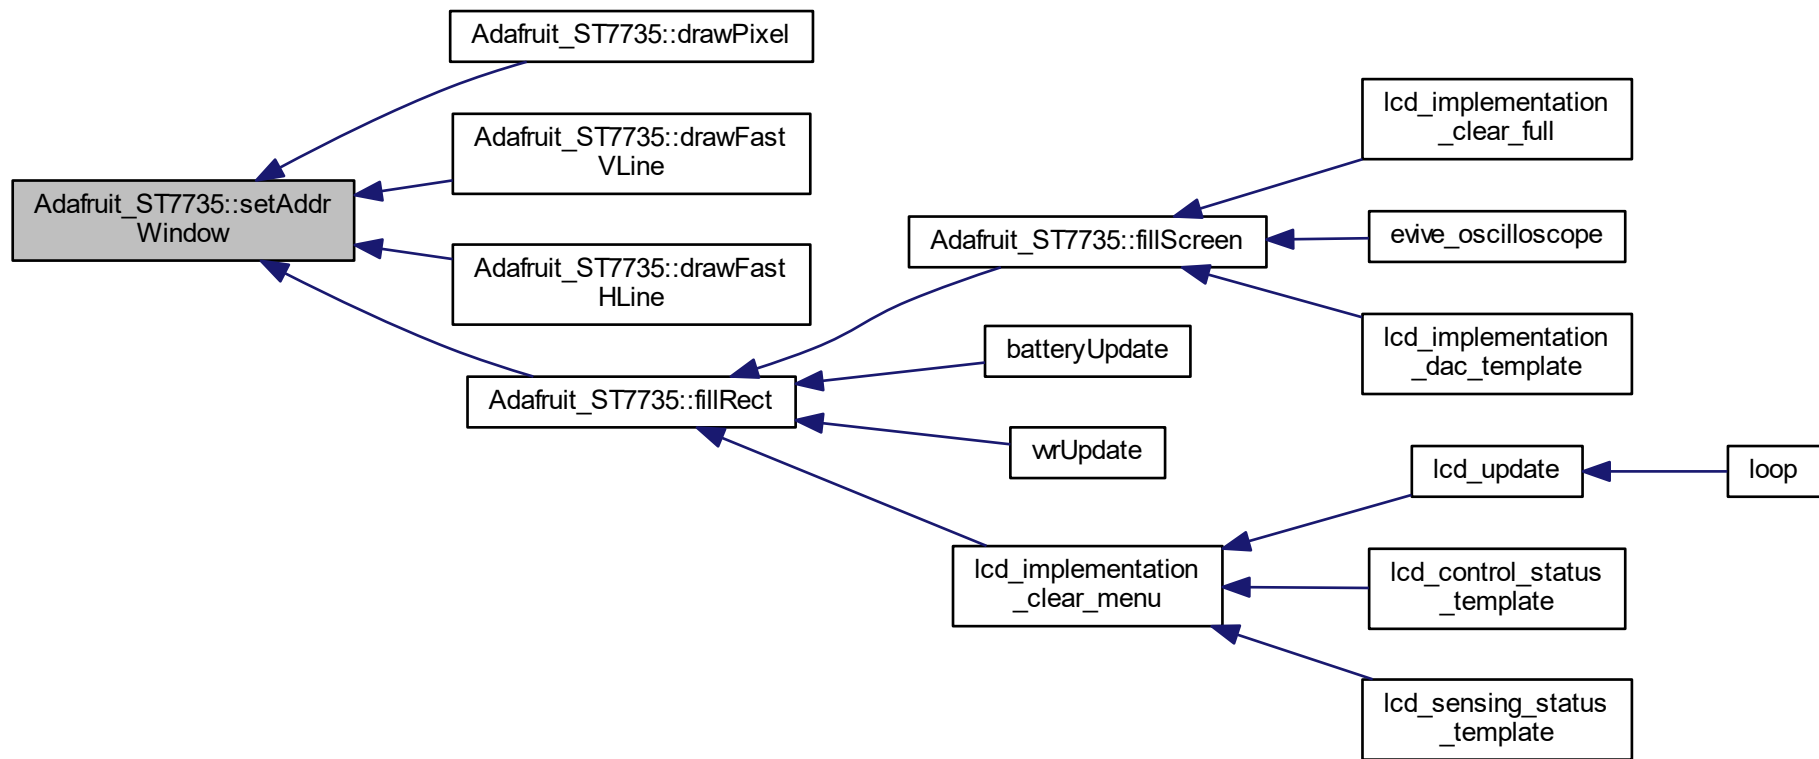 Adafruit_ST7735::drawPixel
Adafruit_ST7735::drawFast
VLine
Adafruit_ST7735::setAddr
Window
Adafruit_ST7735::drawFast
HLine
Adafruit_ST7735::fillRect
Adafruit_ST7735::fillScreen
batteryUpdate
vvrUpdate
lcd_implementation
_clear_menu
lcd_implementation
_clear_full
evive_oscilloscope
lcd_implementation
_dac_template
lcd_update
loop
lcd_control_status
_template
lcd_sensing_status
_template